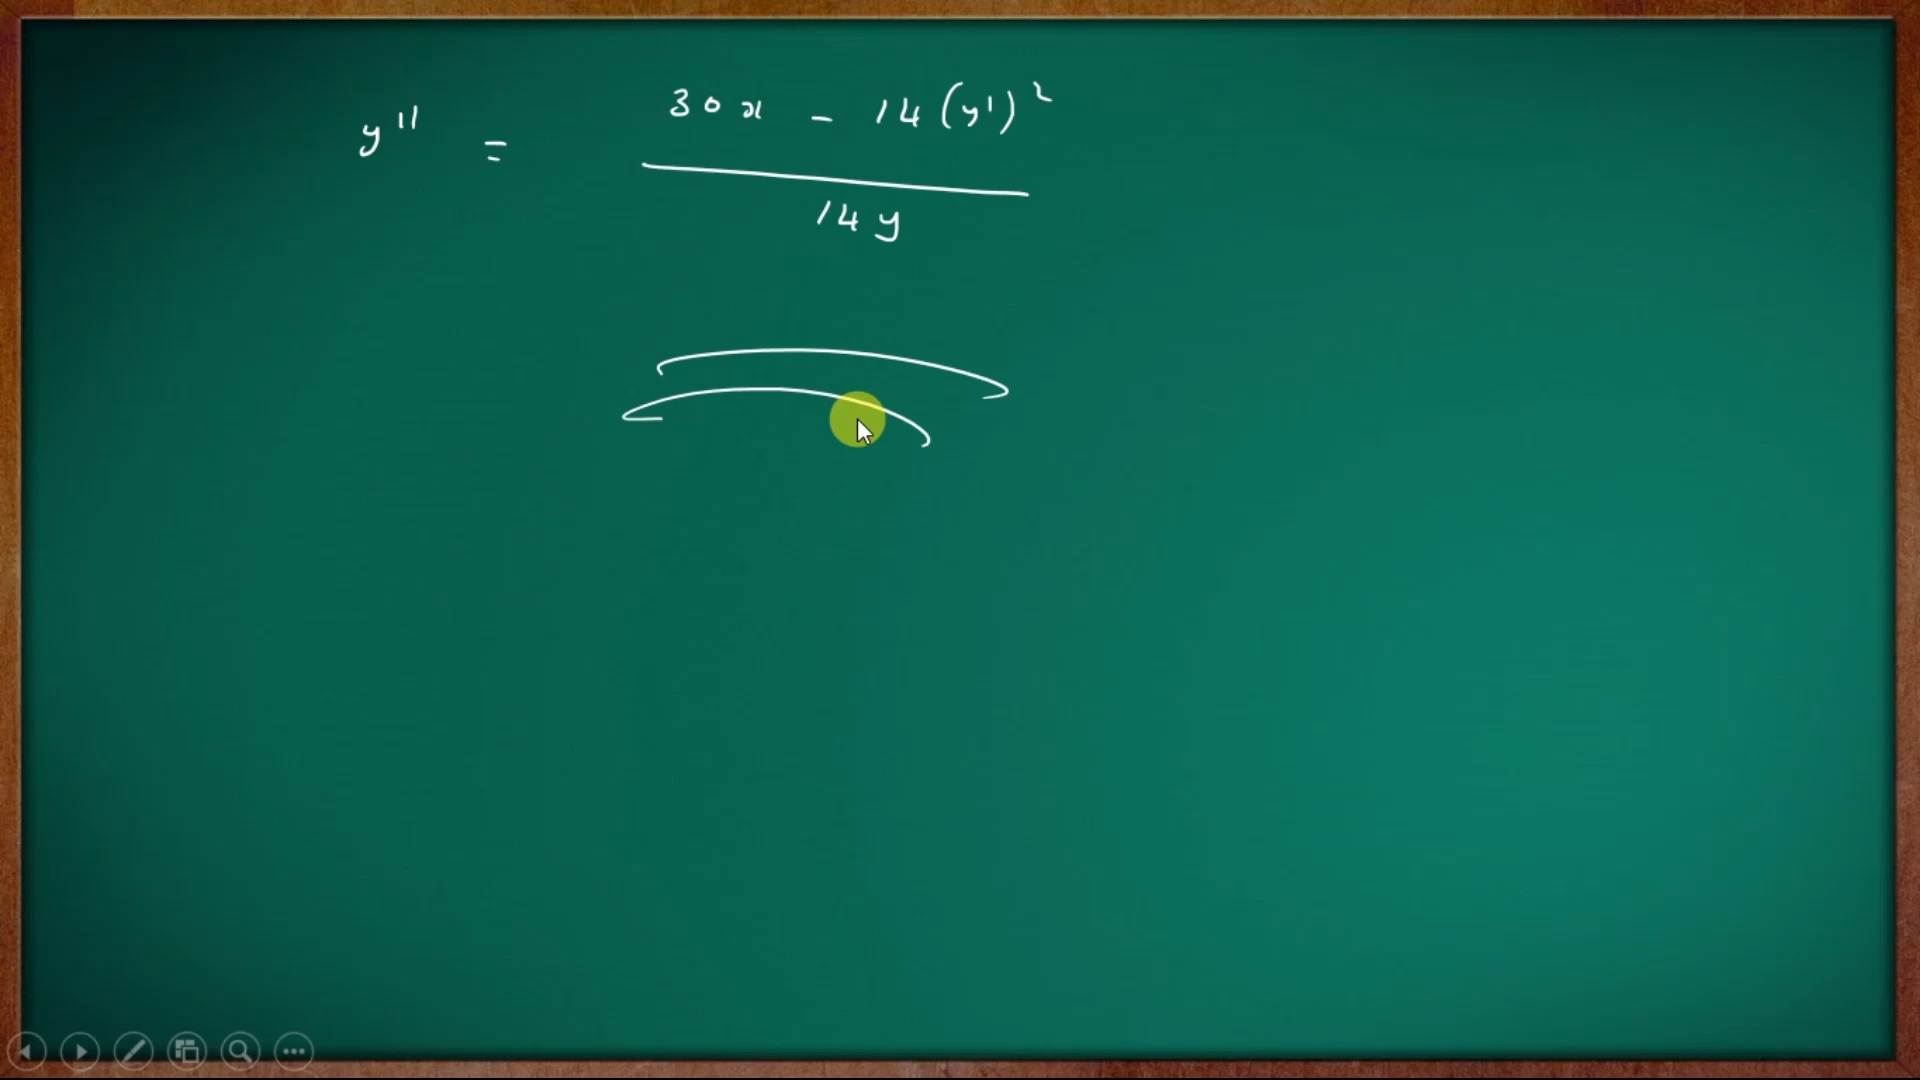 y'' = 30x - 14(y')²
14y